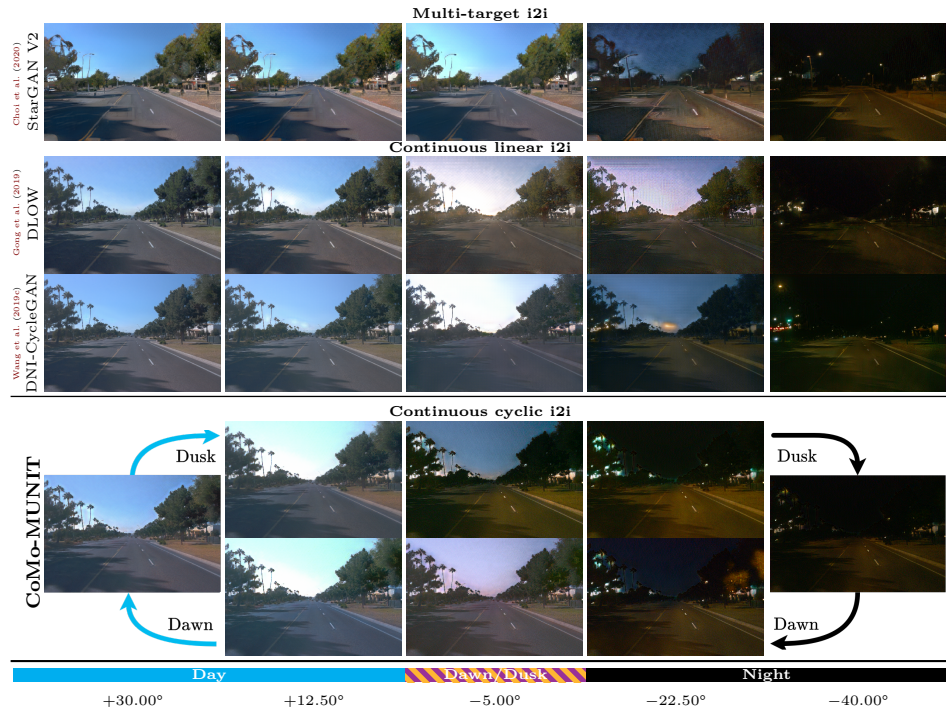 Multi-target i2i
Choi et al. (2020)
StarGAN V2
Continuous linear i2i
Gong et al. (2019)
DLOW
Wang et al. (2019c)
DNI-CycleGAN
Continuous cyclic i2i
CoMo-MUNIT
Dusk
Dusk
Dawn
Dawn
Day
Dawn/Dusk
Night
+30.00° +12.50° −5.00° −22.50° −40.00°